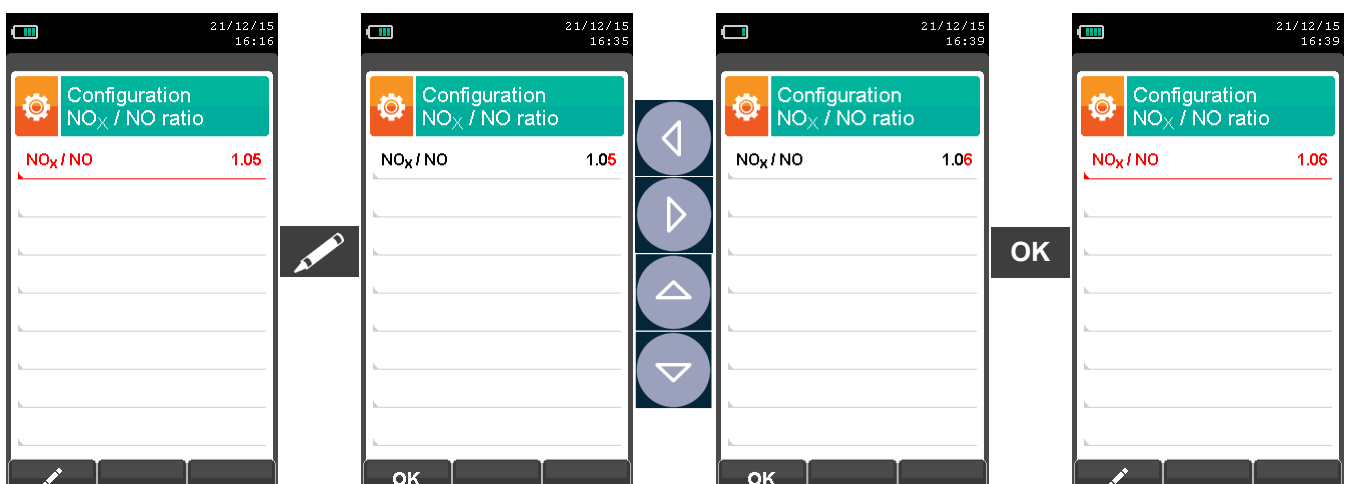 21/12/15
16:16
Configuration
NOX / NO ratio
NOX / NO 1.05
21/12/15
16:35
Configuration
NOX / NO ratio
NOX / NO 1.05
OK
21/12/15
16:39
Configuration
NOX / NO ratio
NOX / NO 1.06
OK
OK
21/12/15
16:39
Configuration
NOX / NO ratio
NOX / NO 1.06